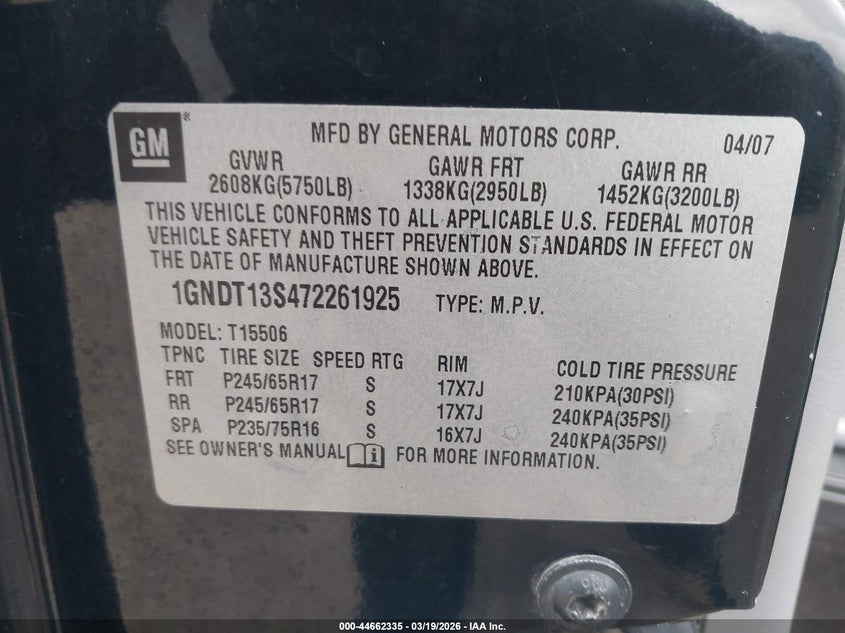 GM®
MFD BY GENERAL MOTORS CORP. 04/07
GVWR GAWR FRT GAWR RR
2608KG(5750LB) 1338KG(2950LB) 1452KG(3200LB)
THIS VEHICLE CONFORMS TO ALL APPLICABLE U.S. FEDERAL MOTOR
VEHICLE SAFETY AND THEFT PREVENTION STANDARDS IN EFFECT ON
THE DATE OF MANUFACTURE SHOWN ABOVE.
1GNDT13S472261925 TYPE: M.P.V.
MODEL: T15506
TPNC TIRE SIZE SPEED RTG RIM COLD TIRE PRESSURE
FRT P245/65R17 S 17X7J 210KPA(30PSI)
RR P245/65R17 S 17X7J 240KPA(35PSI)
SPA P235/75R16 S 16X7J 240KPA(35PSI)
SEE OWNER'S MANUAL i FOR MORE INFORMATION.
000-44662335 — 03/19/2026 — IAA Inc.